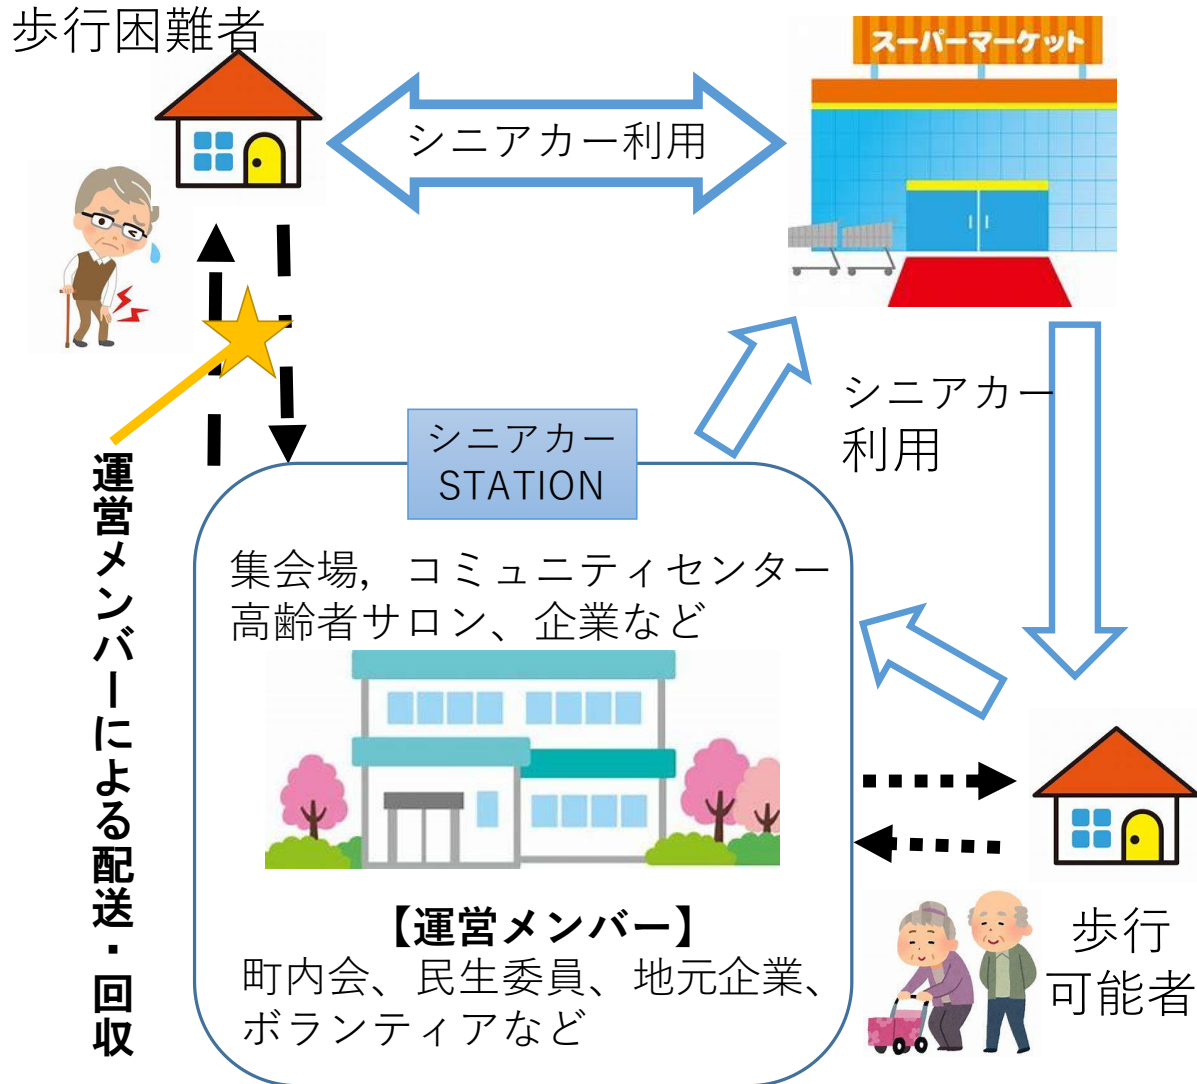 歩行困難者
スーパーマーケット
シニアカー利用
シニアカー
利用
シニアカー
STATION
運営メンバーによる配送・回収
集会場，コミュニティセンター
高齢者サロン、企業など
【運営メンバー】
町内会、民生委員、地元企業、
ボランティアなど
歩行
可能者